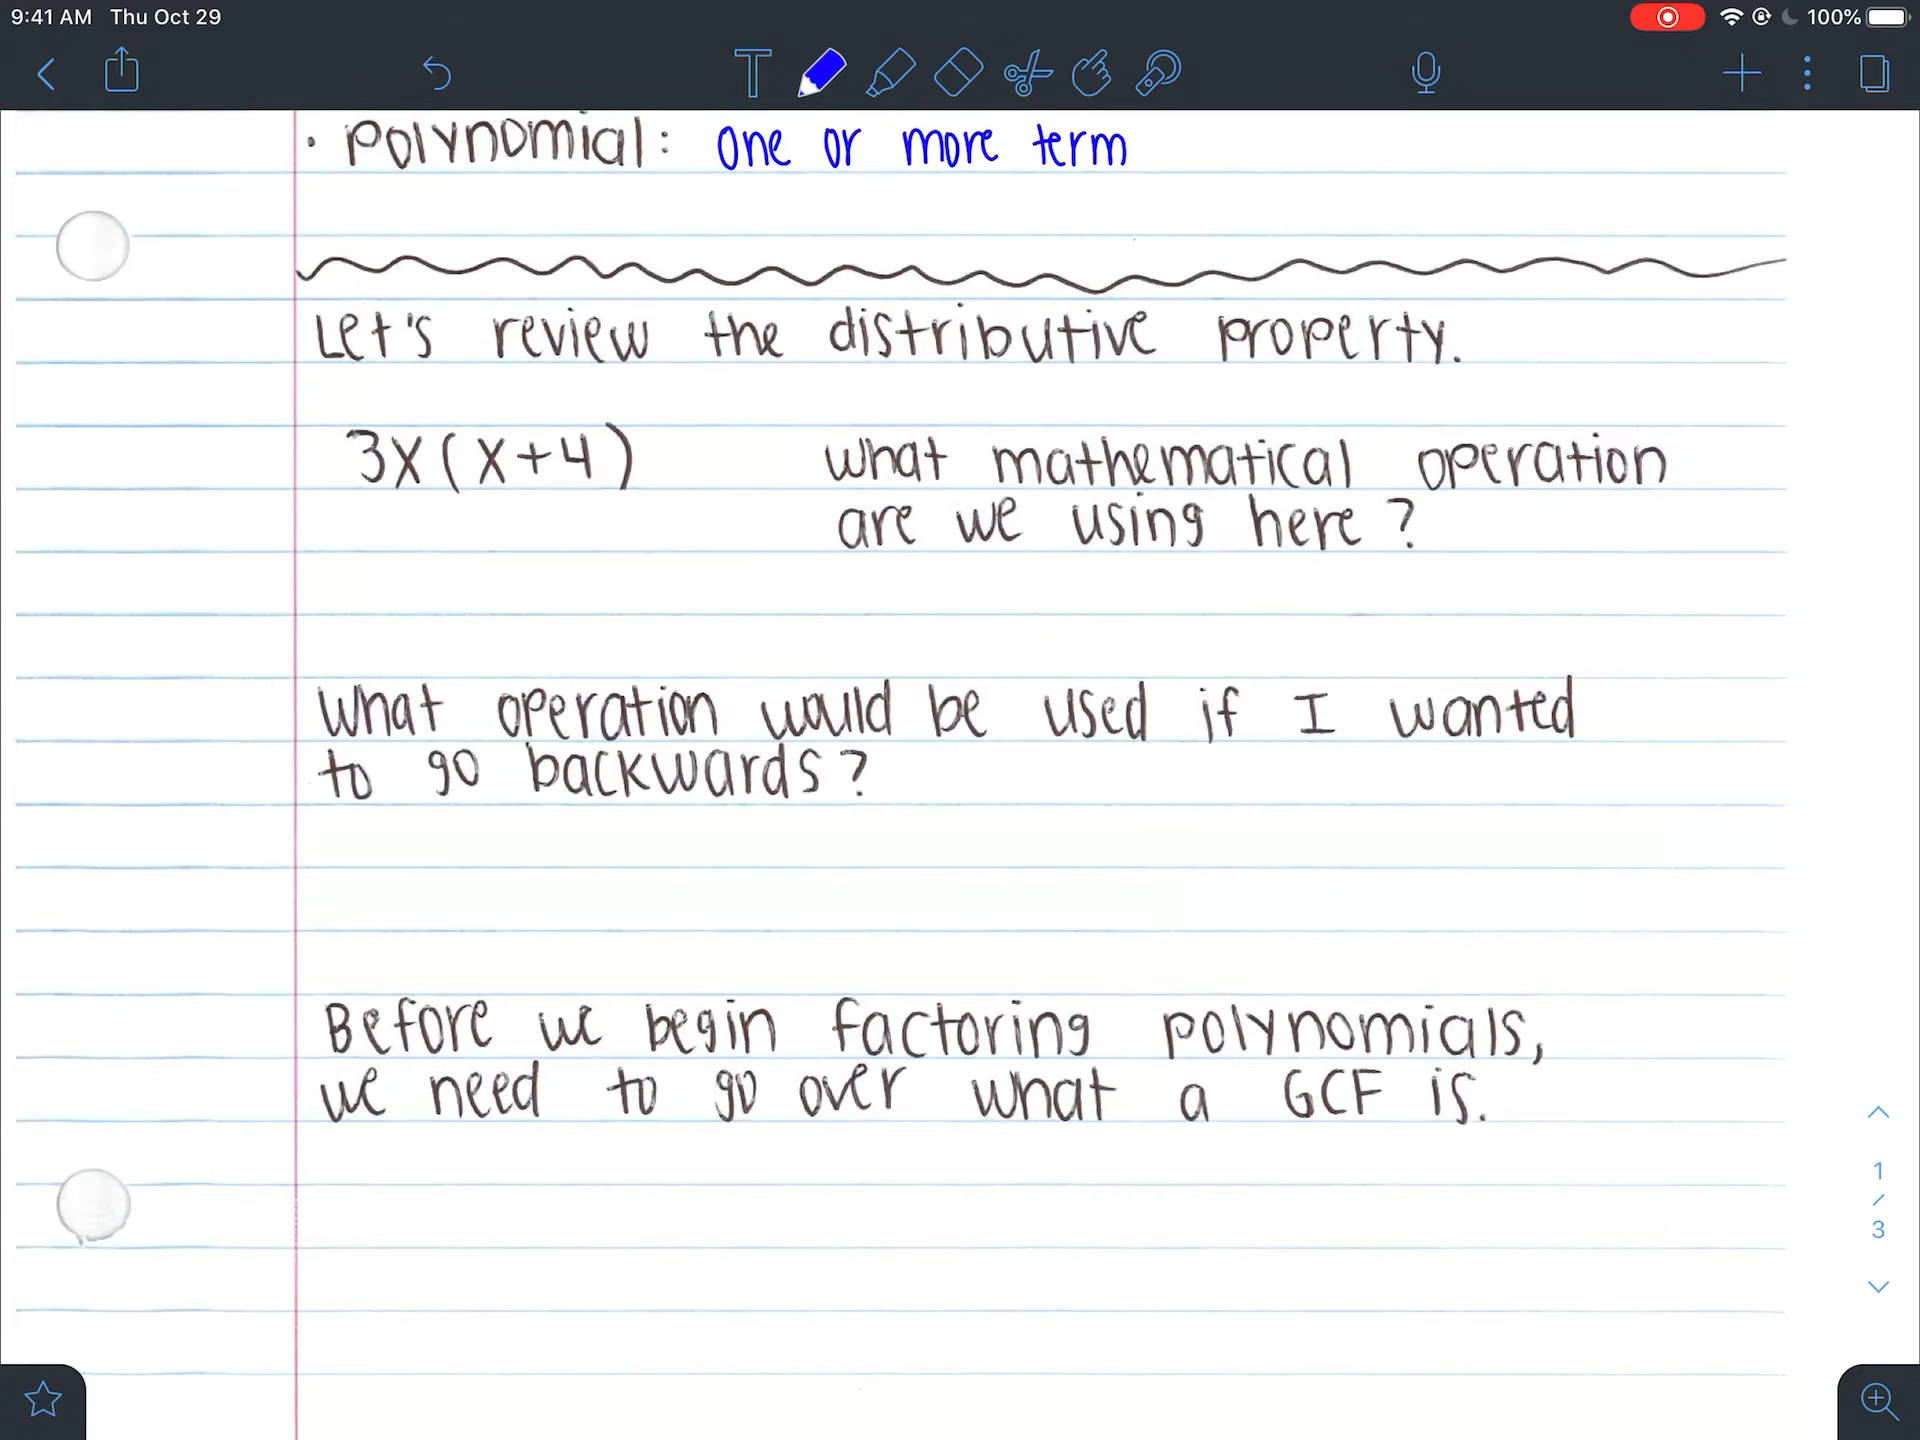 9:41 AM Thu Oct 29 100%
T
· Polynomial: one or more term
Let's review the distributive property.
3x(x+4) what mathematical operation
are we using here?
What operation would be used if I wanted
to go backwards?
Before we begin factoring polynomials,
we need to go over what a GCF is.
1
/
3